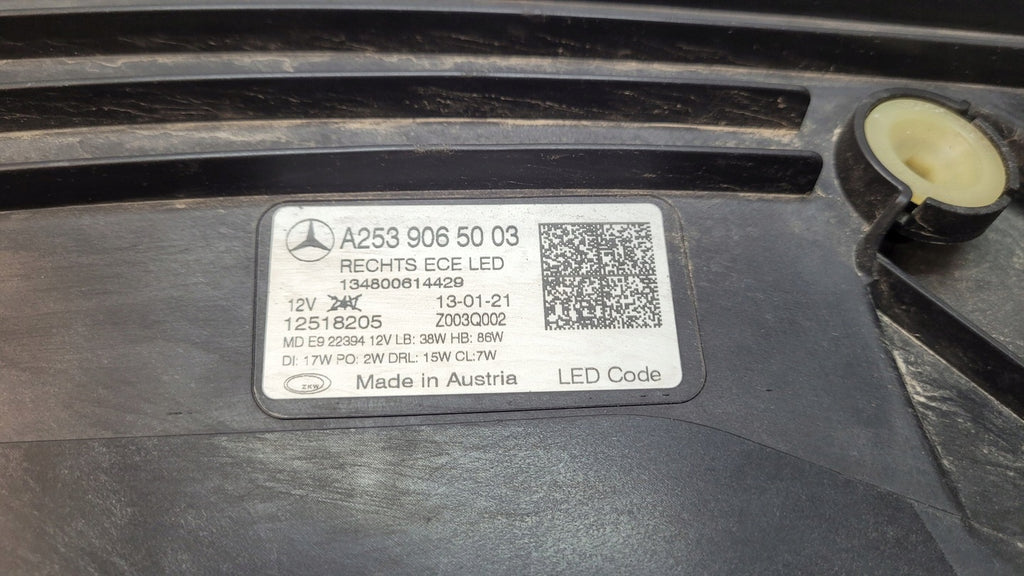 A253 906 50 03
RECHTS ECE LED
134800614429
12V 24V 13-01-21
12518205 Z003Q002
MD E9 22394 12V LB: 38W HB: 86W
DI: 17W PO: 2W DRL: 15W CL:7W
ZKW Made in Austria LED Code